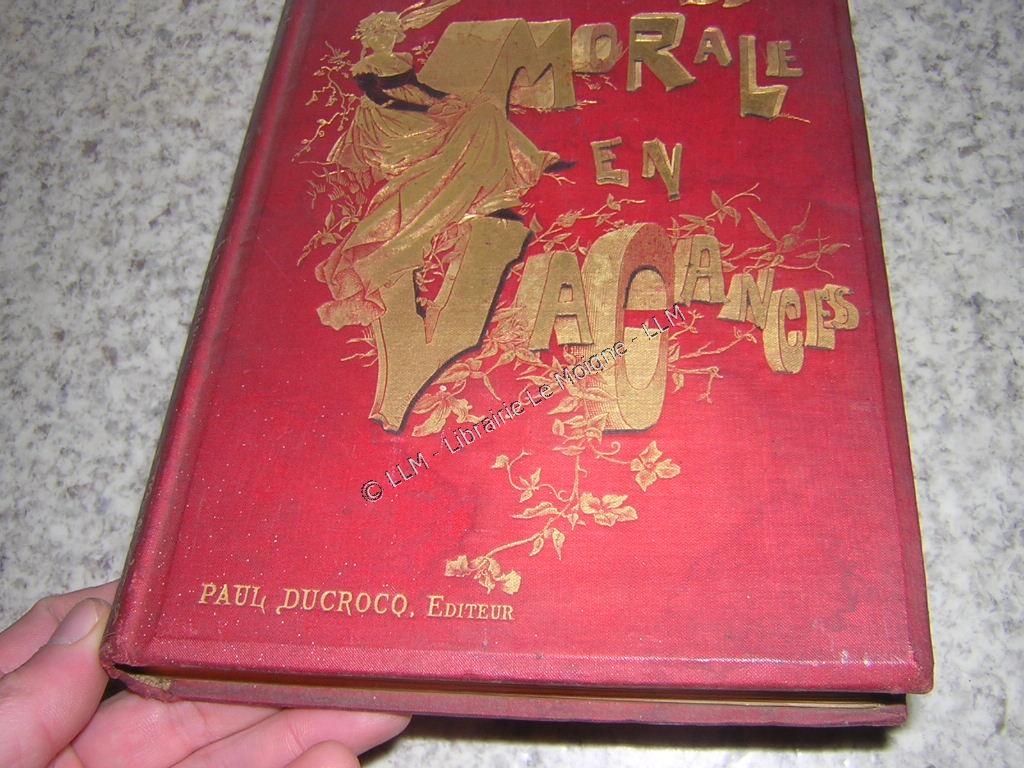 MORALE
EN
VACANCES
© LLM - Librairie Le Moigne - LLM
PAUL DUCROCQ, EDITEUR